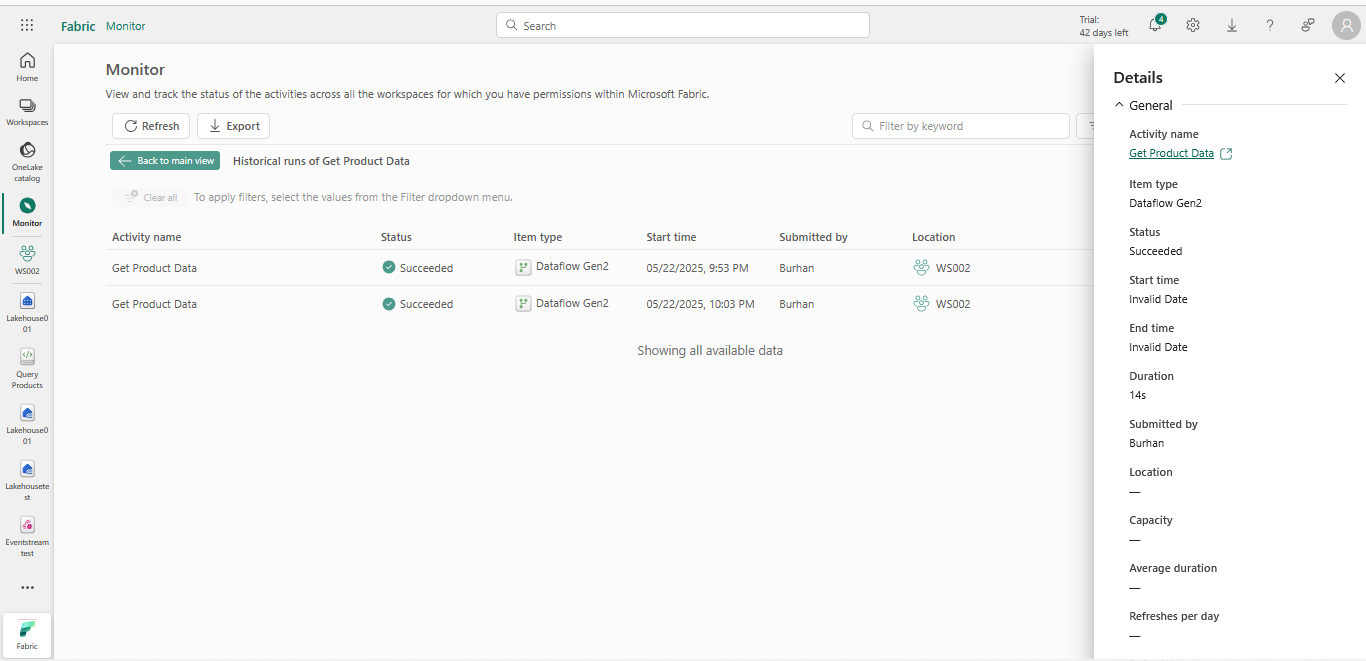 Fabric Monitor
Search
Trial:
42 days left
4
Home
Workspaces
OneLake
catalog
Monitor
WS002
Lakehouse0
01
Query
Products
Lakehouse0
01
Lakehousete
st
Eventstream
test
Fabric
Monitor
View and track the status of the activities across all the workspaces for which you have permissions within Microsoft Fabric.
Refresh
Export
Filter by keyword
Back to main view
Historical runs of Get Product Data
Clear all
To apply filters, select the values from the Filter dropdown menu.
Activity name Status Item type Start time Submitted by Location
Get Product Data Succeeded Dataflow Gen2 05/22/2025, 9:53 PM Burhan WS002
Get Product Data Succeeded Dataflow Gen2 05/22/2025, 10:03 PM Burhan WS002
Showing all available data
Details
General
Activity name
Get Product Data
Item type
Dataflow Gen2
Status
Succeeded
Start time
Invalid Date
End time
Invalid Date
Duration
14s
Submitted by
Burhan
Location
—
Capacity
—
Average duration
—
Refreshes per day
—